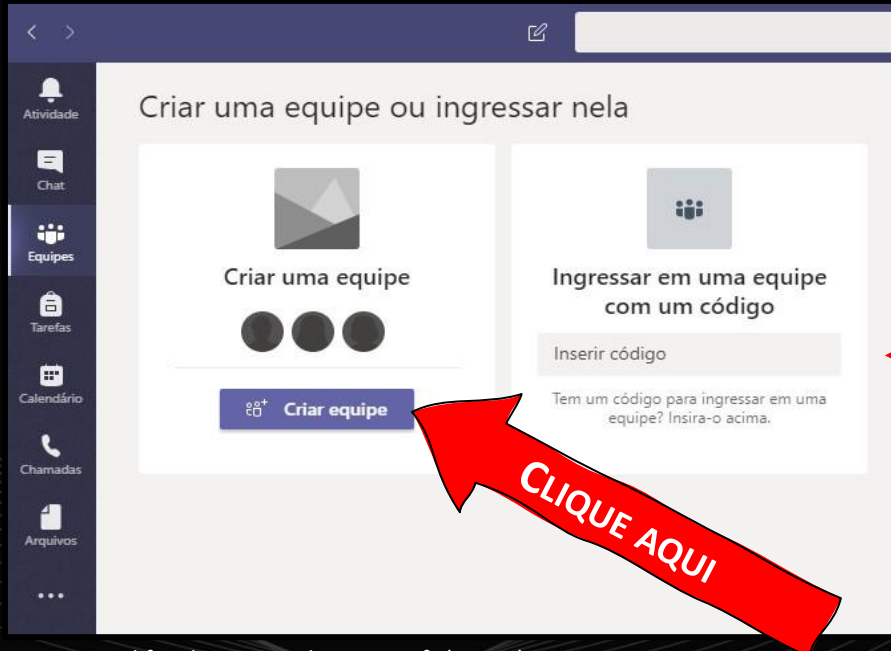 Criar uma equipe ou ingressar nela
Atividade
Chat
Equipes
Tarefas
Calendário
Chamadas
Arquivos
Criar uma equipe
Criar equipe
Ingressar em uma equipe
com um código
Inserir código
Tem um código para ingressar em uma
equipe? Insira-o acima.
CLIQUE AQUI